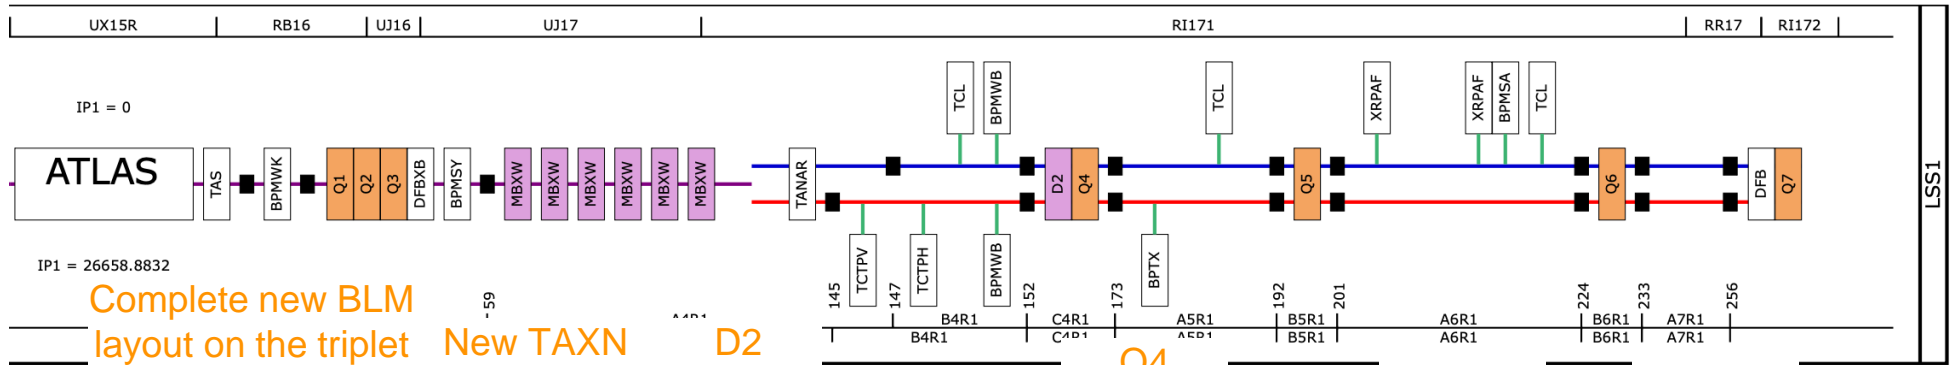 UX15R RB16 UJ16 UJ17 RI171 RR17 RI172
TCL BPMWB TCL XRPAF XRPAF BPMSA TCL
IP1 = 0
ATLAS TAS BPMWK Q1 Q2 Q3 DFBXB BPMSY MBXW MBXW MBXW MBXW MBXW MBXW TANAR D2 Q4 Q5 Q6 DFB Q7
LSS1
TCTPV TCTPH BPMWB BPTX
IP1 = 26658.8832
59 145 147 152 173 192 201 224 233 256
B4R1 C4R1 A5R1 B5R1 A6R1 B6R1 A7R1
B4R1 C4R1 A5R1 B5R1 A6R1 B6R1 A7R1
Complete new BLM
layout on the triplet
New TAXN
D2
Q4